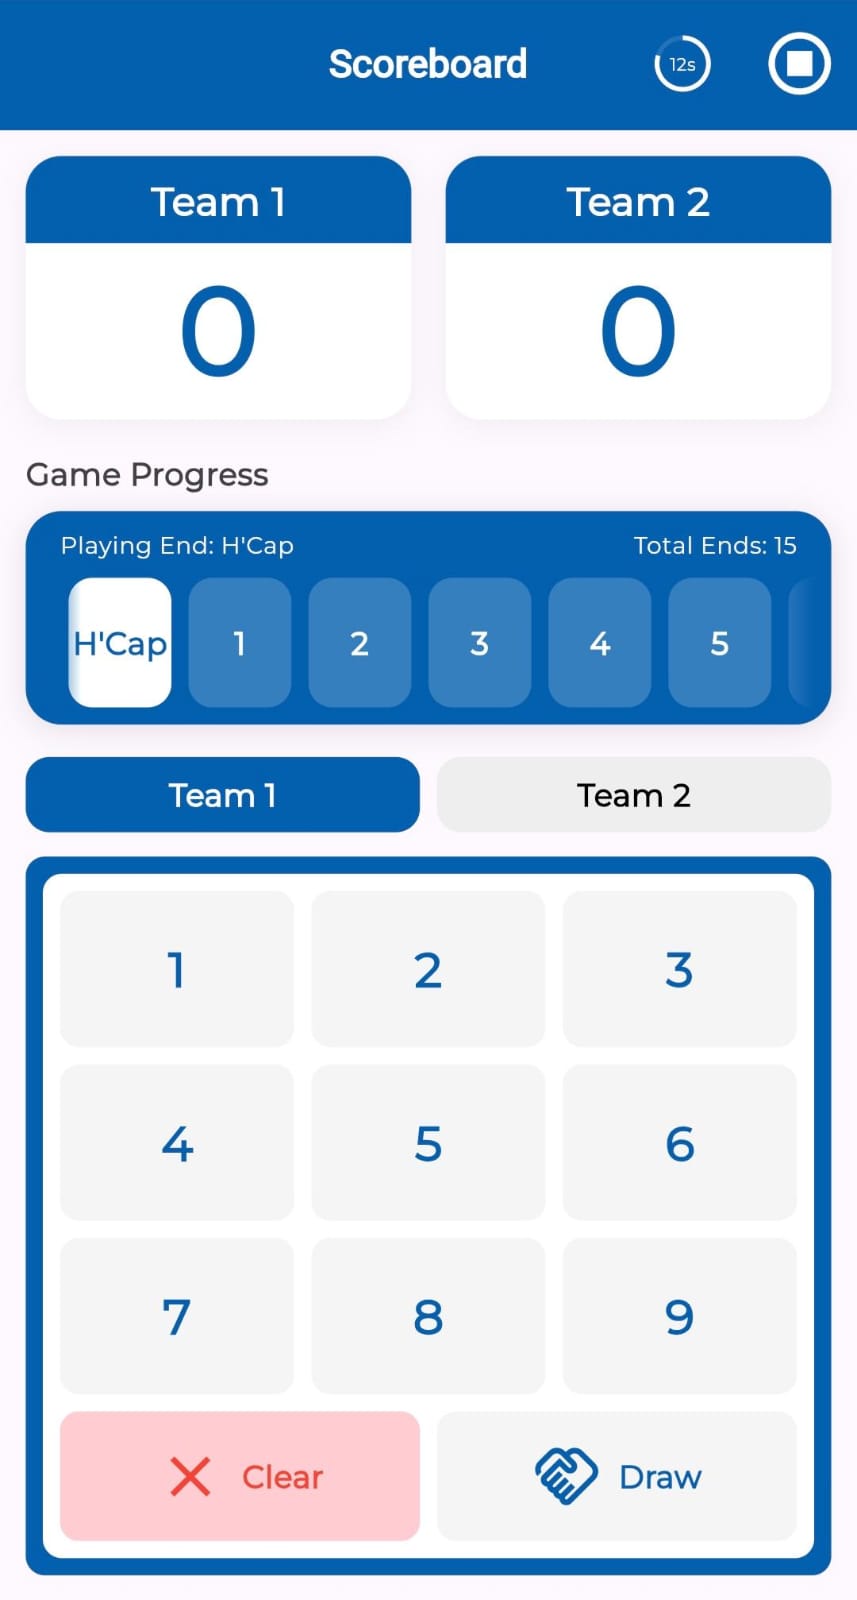 Scoreboard
12s
Team 1
Team 2
0
0
Game Progress
Playing End: H'Cap
Total Ends: 15
H'Cap
1
2
3
4
5
Team 1
Team 2
1
2
3
4
5
6
7
8
9
Clear
Draw